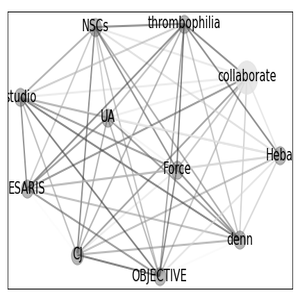 NSCs
thrombophilia
collaborate
studio
UA
Heba
Force
ESARIS
denn
CJ
OBJECTIVE